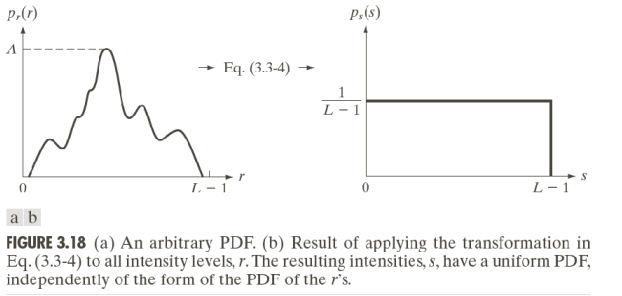 p_r(r)
A
0
L − 1
r
Eq. (3.3-4)
p_s(s)
1
L − 1
0
L − 1
s
a b
FIGURE 3.18 (a) An arbitrary PDF. (b) Result of applying the transformation in
Eq. (3.3-4) to all intensity levels, r. The resulting intensities, s, have a uniform PDF,
independently of the form of the PDF of the r's.